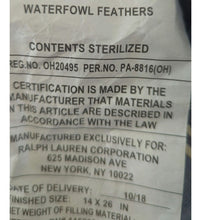 WATERFOWL FEATHERS
CONTENTS STERILIZED
REG.NO. OH20495 PER.NO. PA-8816(OH)
CERTIFICATION IS MADE BY THE
MANUFACTURER THAT MATERIALS
IN THIS ARTICLE ARE DESCRIBED IN
ACCORDANCE WITH THE LAW
MANUFACTURED EXCLUSIVELY FOR:
RALPH LAUREN CORPORATION
625 MADISON AVE
NEW YORK, NY 10022
DATE OF DELIVERY: 10/18
FINISHED SIZE: 14 X 26 IN
NET WEIGHT OF FILLING MATERIAL